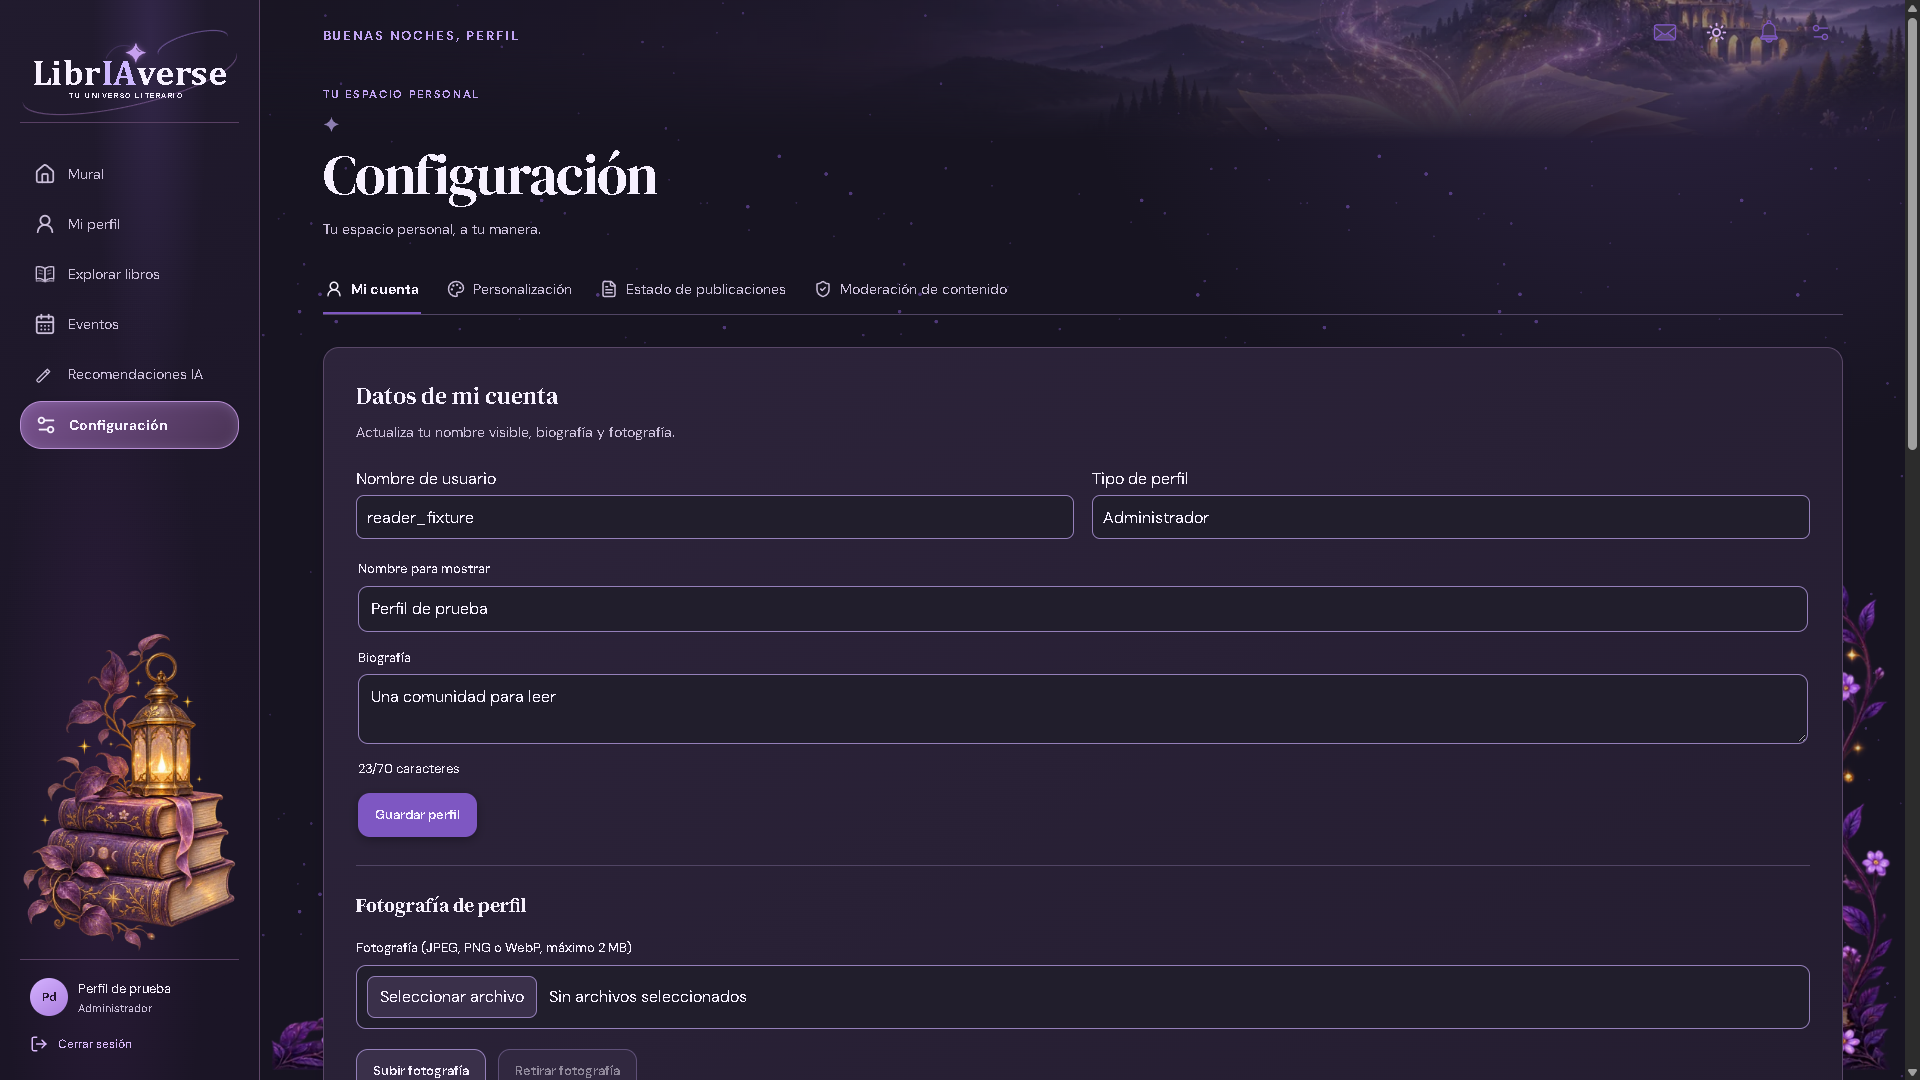 LibrIAverse
TU UNIVERSO LITERARIO
Mural
Mi perfil
Explorar libros
Eventos
Recomendaciones IA
Configuración
Pd
Perfil de prueba
Administrador
Cerrar sesión
BUENAS NOCHES, PERFIL
TU ESPACIO PERSONAL
Configuración
Tu espacio personal, a tu manera.
Mi cuenta
Personalización
Estado de publicaciones
Moderación de contenido
Datos de mi cuenta
Actualiza tu nombre visible, biografía y fotografía.
Nombre de usuario
reader_fixture
Tipo de perfil
Administrador
Nombre para mostrar
Perfil de prueba
Biografía
Una comunidad para leer
23/70 caracteres
Guardar perfil
Fotografía de perfil
Fotografía (JPEG, PNG o WebP, máximo 2 MB)
Seleccionar archivo
Sin archivos seleccionados
Subir fotografía
Retirar fotografía